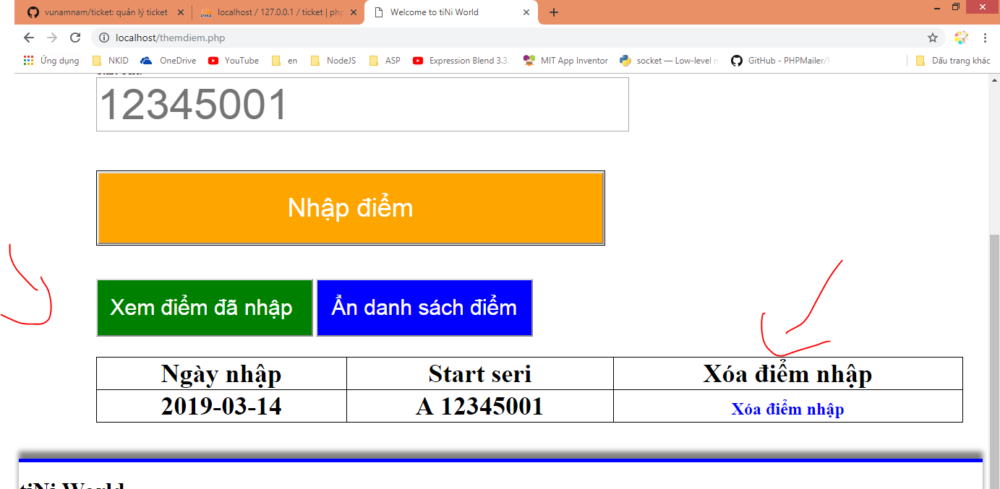 vunamnam/ticket: quản lý ticket
localhost / 127.0.0.1 / ticket | php
Welcome to tiNi World
localhost/themdiem.php
Ứng dụng NKID OneDrive YouTube en NodeJS ASP Expression Blend 3.3. MIT App Inventor socket — Low-level n GitHub - PHPMailer/ Dấu trang khác
12345001
Nhập điểm
Xem điểm đã nhập Ẩn danh sách điểm
Ngày nhập Start seri Xóa điểm nhập
2019-03-14 A 12345001 Xóa điểm nhập
tiNi World